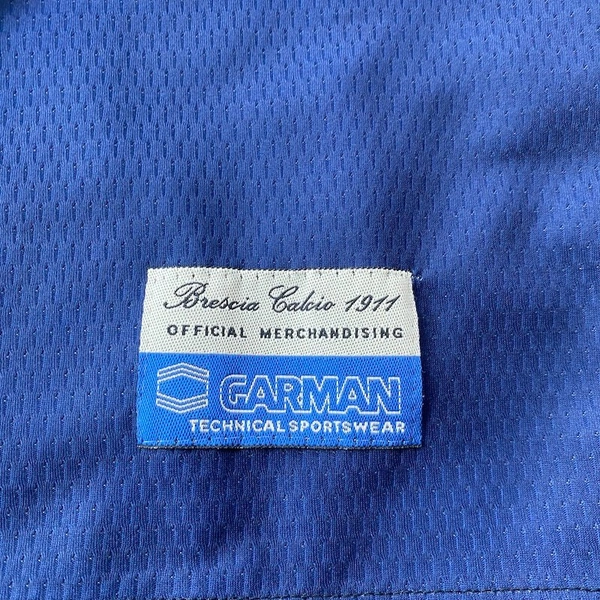 Brescia Calcio 1911
OFFICIAL MERCHANDISING
GARMAN
TECHNICAL SPORTSWEAR